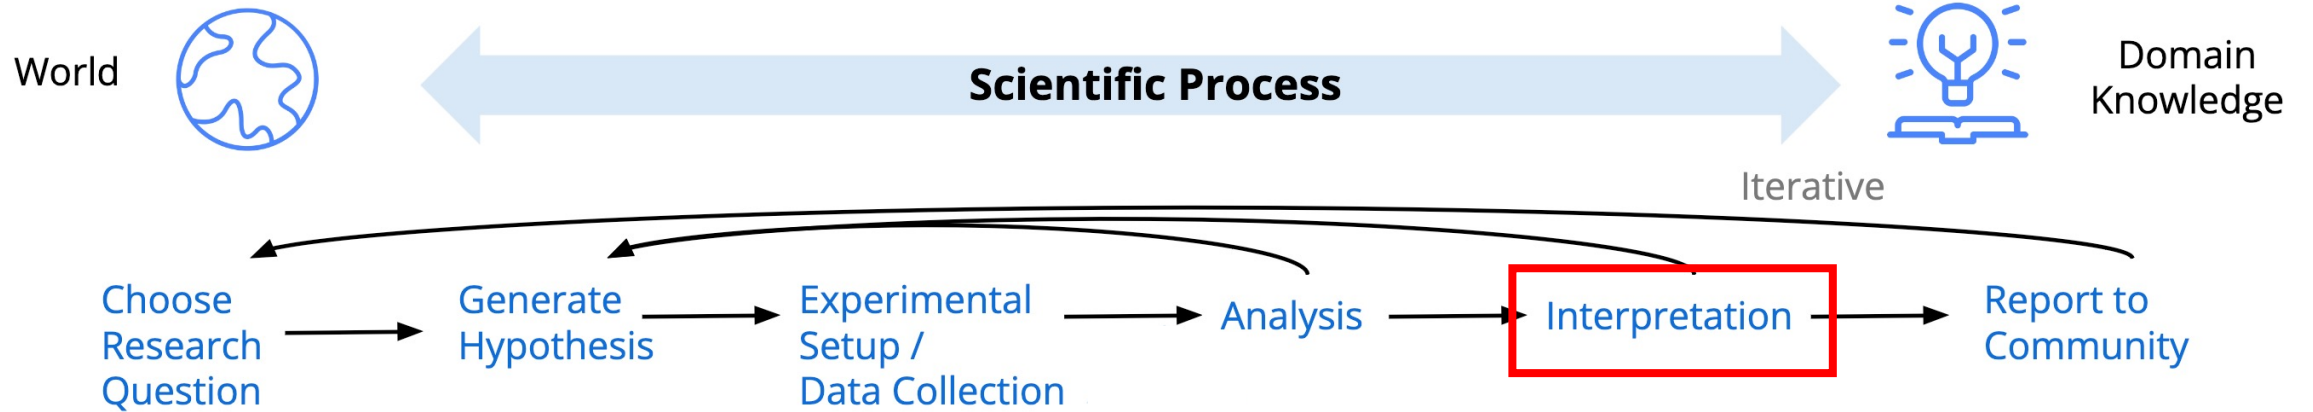 World
Scientific Process
Domain
Knowledge
Iterative
Choose
Research
Question
Generate
Hypothesis
Experimental
Setup /
Data Collection
Analysis
Interpretation
Report to
Community